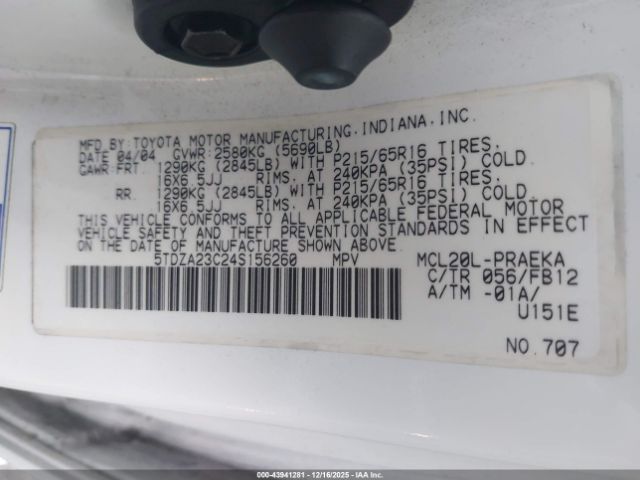 MFD.BY:TOYOTA MOTOR MANUFACTURING.INDIANA.INC.
DATE 04/04 GVWR:2580KG (5690LB)
GAWR:FRT. 1290KG (2845LB) WITH P215/65R16 TIRES.
16X6.5JJ RIMS. AT 240KPA (35PSI) COLD.
RR. 1290KG (2845LB) WITH P215/65R16 TIRES.
16X6.5JJ RIMS. AT 240KPA (35PSI) COLD.
THIS VEHICLE CONFORMS TO ALL APPLICABLE FEDERAL MOTOR
VEHICLE SAFETY AND THEFT PREVENTION STANDARDS IN EFFECT
ON THE DATE OF MANUFACTURE SHOWN ABOVE.
5TDZA23C24S156260 MPV MCL20L-PRAEKA
C/TR 056/FB12
A/TM -01A/
U151E
NO.707
000-43941281 - 12/16/2025 - IAA Inc.